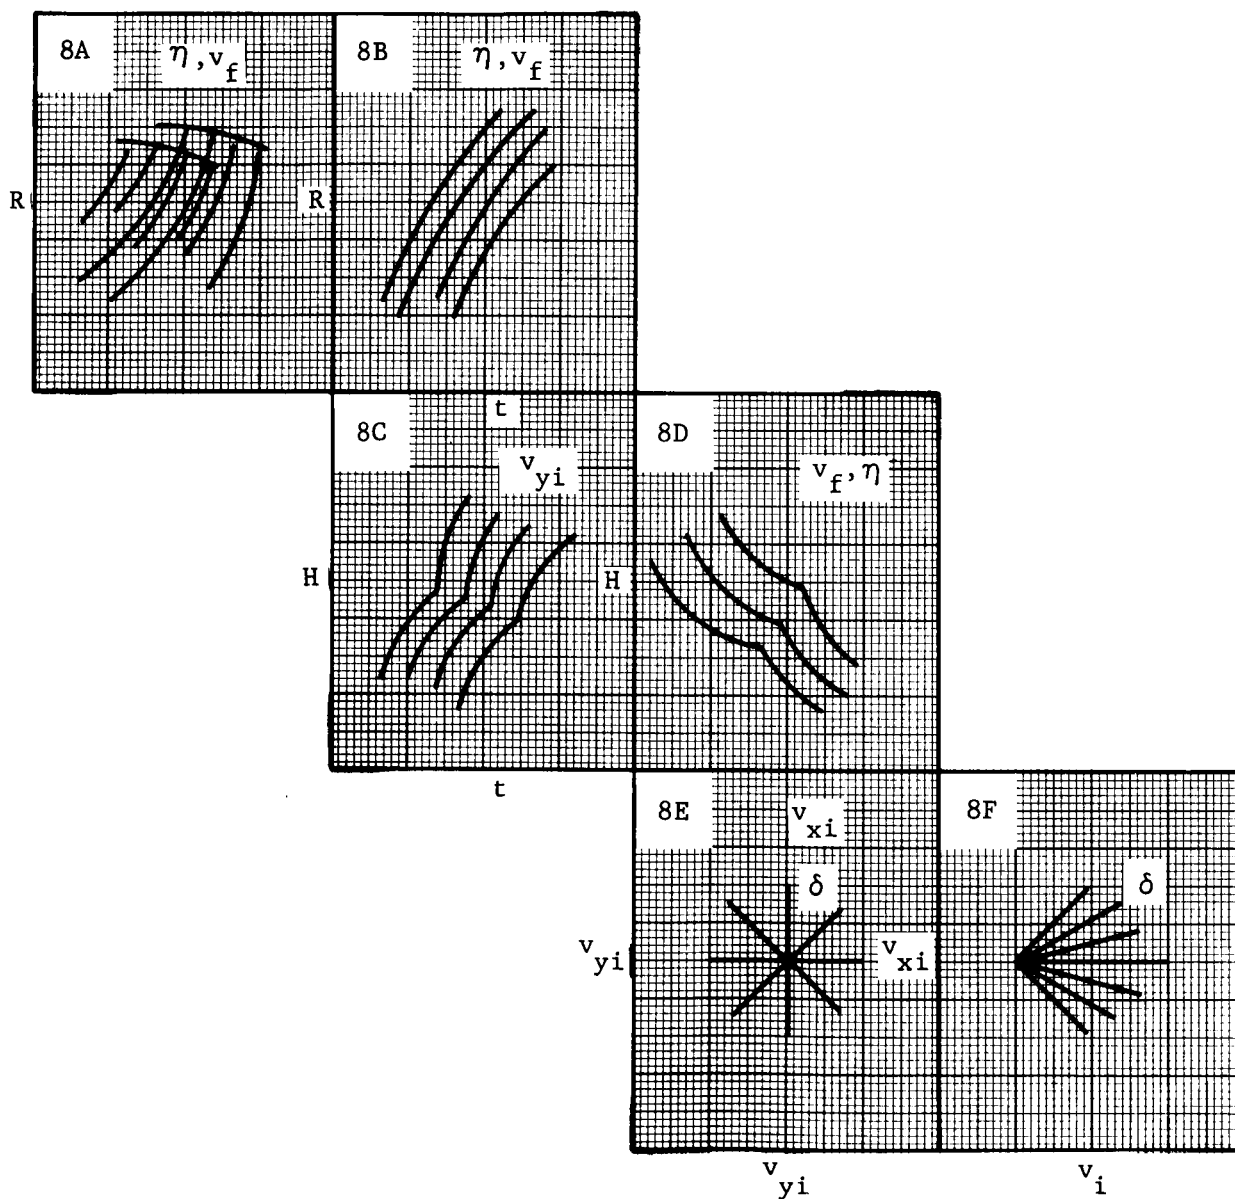 8A
η, v_f
8B
η, v_f
R
R
8C
t
v_yi
8D
v_f, η
H
H
t
8E
v_xi
8F
δ
δ
v_yi
v_xi
v_yi
v_i